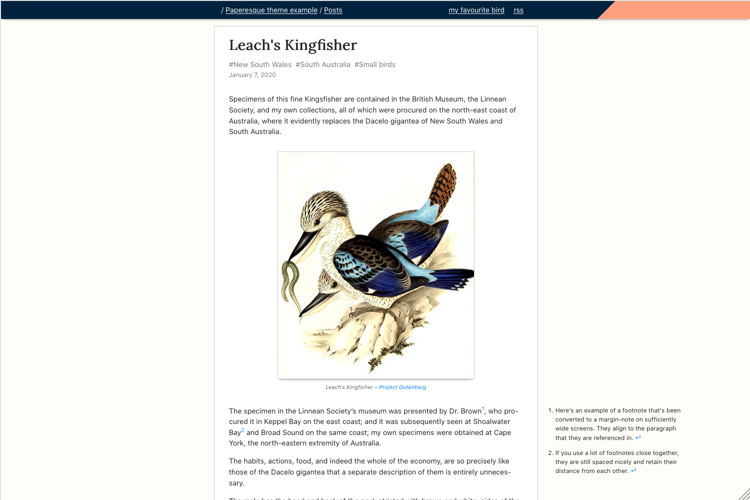 / Paperesque theme example / Posts
my favourite bird rss
Leach's Kingfisher
#New South Wales #South Australia #Small birds
January 7, 2020
Specimens of this fine Kingsfisher are contained in the British Museum, the Linnean
Society, and my own collections, all of which were procured on the north-east coast of
Australia, where it evidently replaces the Dacelo gigantea of New South Wales and
South Australia.
Leach's Kingfisher – Project Gutenberg
The specimen in the Linnean Society's museum was presented by Dr. Brown1, who pro-
cured it in Keppel Bay on the east coast; and it was subsequently seen at Shoalwater
Bay2 and Broad Sound on the same coast; my own specimens were obtained at Cape
York, the north-eastern extremity of Australia.
The habits, actions, food, and indeed the whole of the economy, are so precisely like
those of the Dacelo gigantea that a separate description of them is entirely unneces-
sary.
1. Here's an example of a footnote that's been
converted to a margin-note on sufficiently
wide screens. They align to the paragraph
that they are referenced in. ↩
2. If you use a lot of footnotes close together,
they are still spaced nicely and retain their
distance from each other. ↩